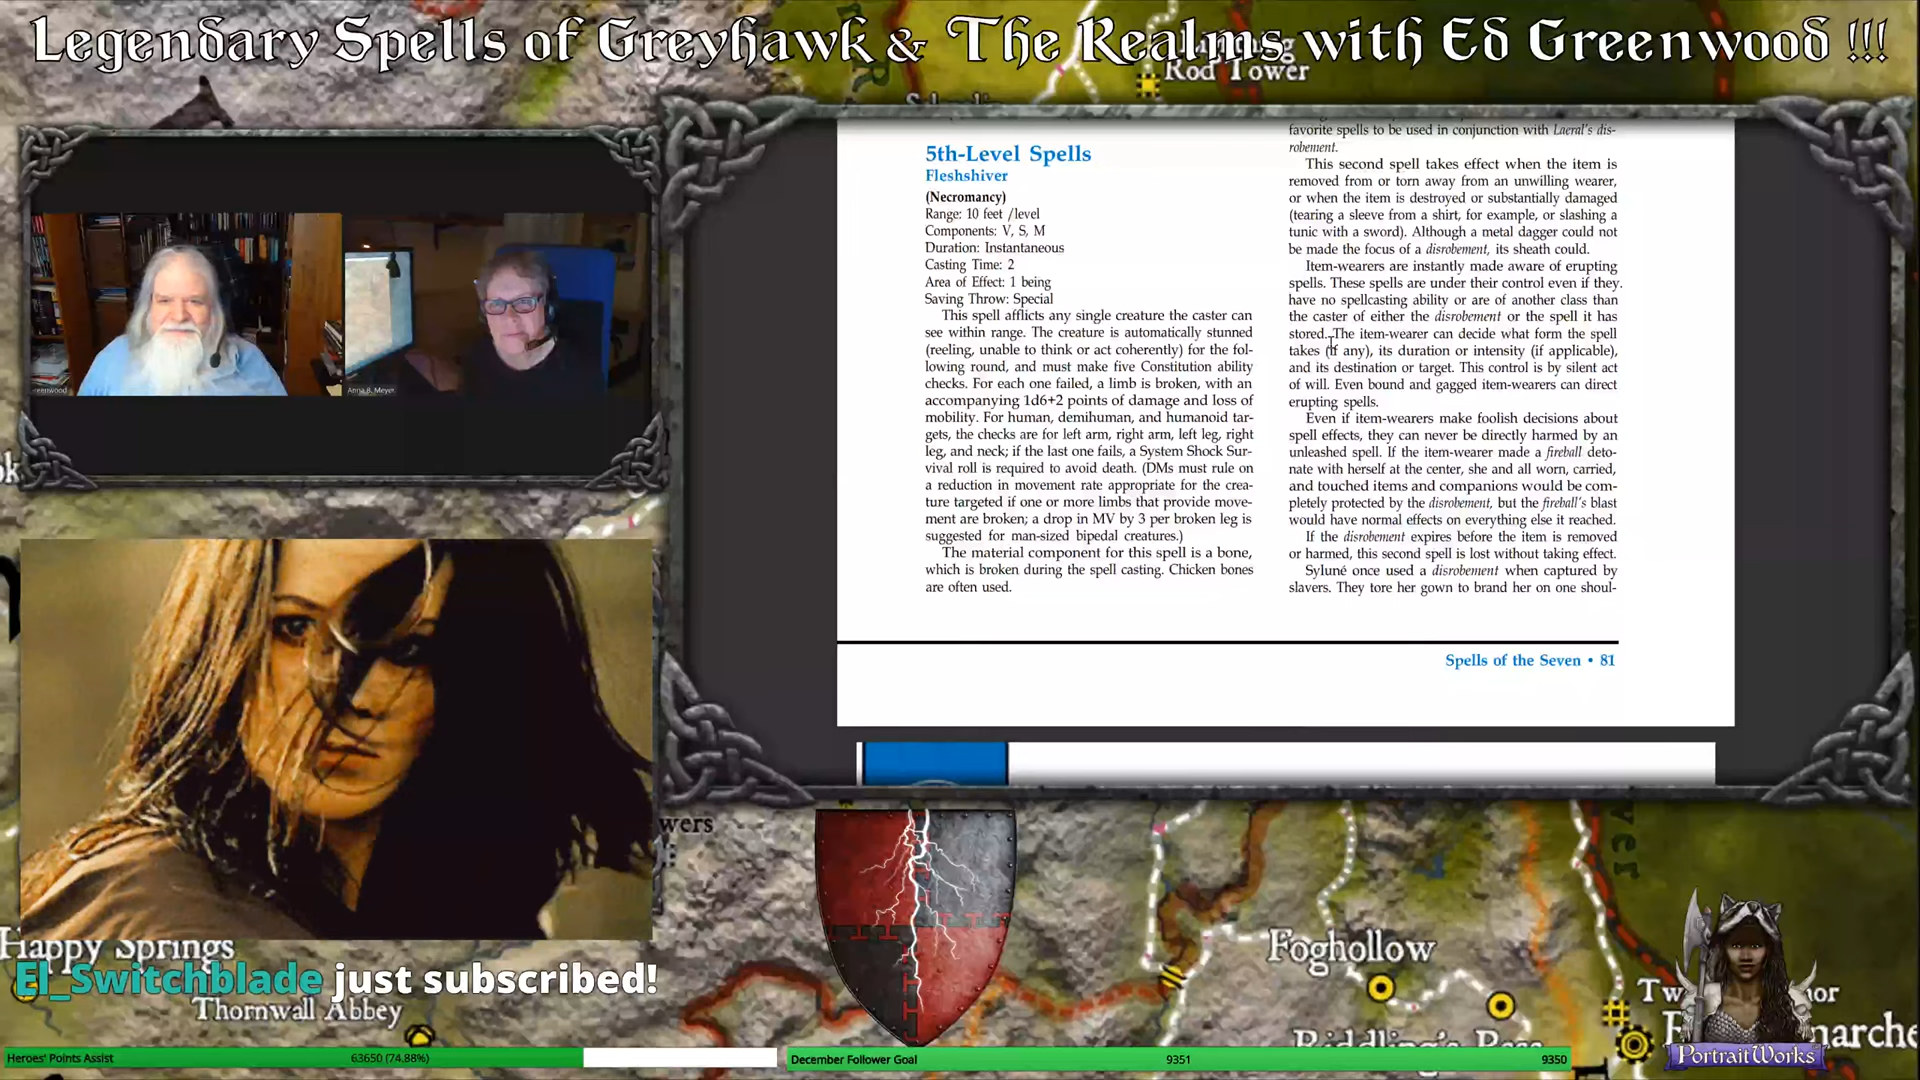 Legendary Spells of Greyhawk & The Realms with Ed Greenwood !!!
Rod Tower
5th-Level Spells
Fleshshiver
(Necromancy)
Range: 10 feet /level
Components: V, S, M
Duration: Instantaneous
Casting Time: 2
Area of Effect: 1 being
Saving Throw: Special
This spell afflicts any single creature the caster can
see within range. The creature is automatically stunned
(reeling, unable to think or act coherently) for the fol-
lowing round, and must make five Constitution ability
checks. For each one failed, a limb is broken, with an
accompanying 1d6+2 points of damage and loss of
mobility. For human, demihuman, and humanoid tar-
gets, the checks are for left arm, right arm, left leg, right
leg, and neck; if the last one fails, a System Shock Sur-
vival roll is required to avoid death. (DMs must rule on
a reduction in movement rate appropriate for the crea-
ture targeted if one or more limbs that provide move-
ment are broken; a drop in MV by 3 per broken leg is
suggested for man-sized bipedal creatures.)
The material component for this spell is a bone,
which is broken during the spell casting. Chicken bones
are often used.
favorite spells to be used in conjunction with Laeral's dis-
robement.
This second spell takes effect when the item is
removed from or torn away from an unwilling wearer,
or when the item is destroyed or substantially damaged
(tearing a sleeve from a shirt, for example, or slashing a
tunic with a sword). Although a metal dagger could not
be made the focus of a disrobement, its sheath could.
Item-wearers are instantly made aware of erupting
spells. These spells are under their control even if they
have no spellcasting ability or are of another class than
the caster of either the disrobement or the spell it has
stored. The item-wearer can decide what form the spell
takes (if any), its duration or intensity (if applicable),
and its destination or target. This control is by silent act
of will. Even bound and gagged item-wearers can direct
erupting spells.
Even if item-wearers make foolish decisions about
spell effects, they can never be directly harmed by an
unleashed spell. If the item-wearer made a fireball deto-
nate with herself at the center, she and all worn, carried,
and touched items and companions would be com-
pletely protected by the disrobement, but the fireball's blast
would have normal effects on everything else it reached.
If the disrobement expires before the item is removed
or harmed, this second spell is lost without taking effect.
Syluné once used a disrobement when captured by
slavers. They tore her gown to brand her on one shoul-
Spells of the Seven • 81
eenwood
Anna B. Meyer
wers
Happy Springs
El_Switchblade just subscribed!
Thornwall Abbey
Foghollow
Riddling's Pass
Tw
or
marche
PortraitWorks
Heroes' Points Assist 63650 (74.88%)
December Follower Goal 9351 9350